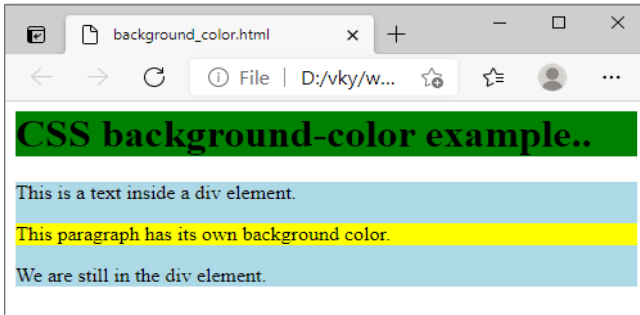 background_color.html
File | D:/vky/w...
CSS background-color example..
This is a text inside a div element.
This paragraph has its own background color.
We are still in the div element.